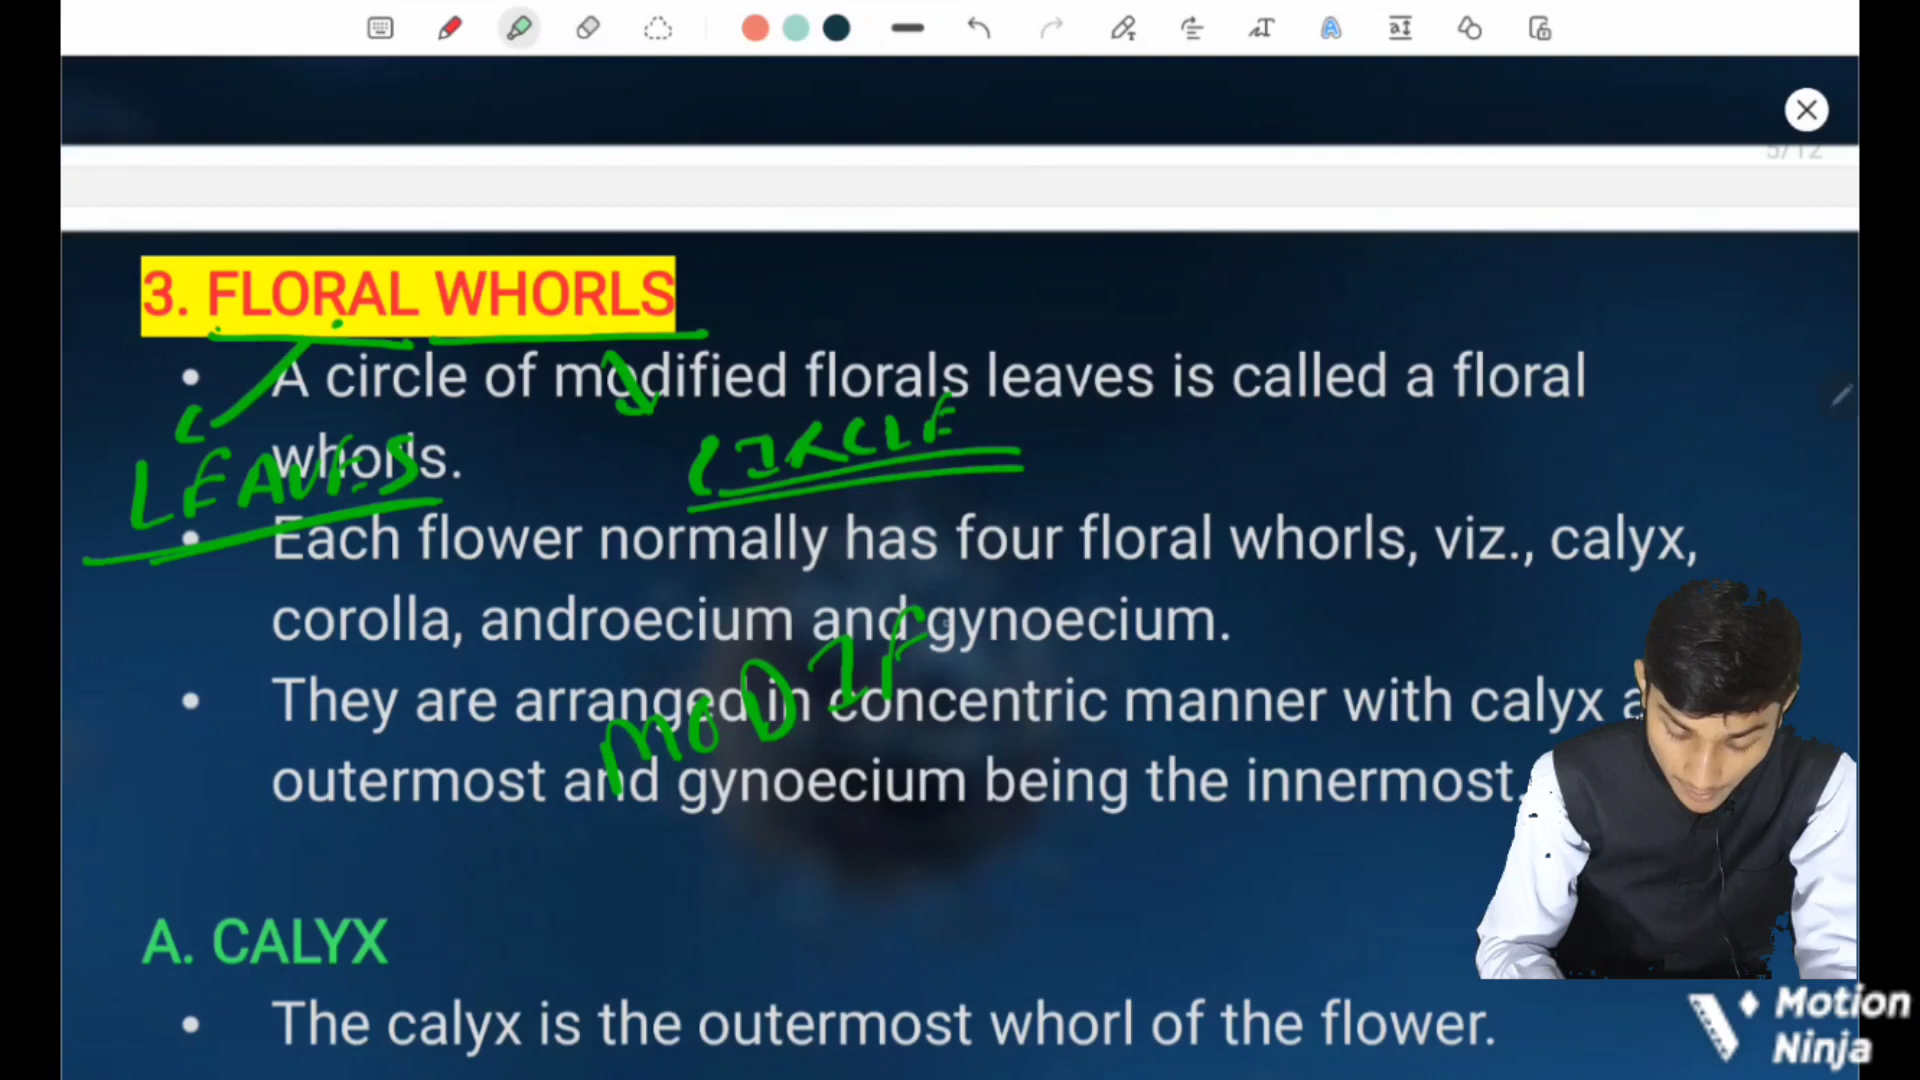 5/12
3. FLORAL WHORLS
A circle of modified florals leaves is called a floral
whorls.
LEAVES
CIRCLE
Each flower normally has four floral whorls, viz., calyx,
corolla, androecium and gynoecium.
MODIF
They are arranged in concentric manner with calyx
outermost and gynoecium being the innermost.
A. CALYX
The calyx is the outermost whorl of the flower.
Motion
Ninja